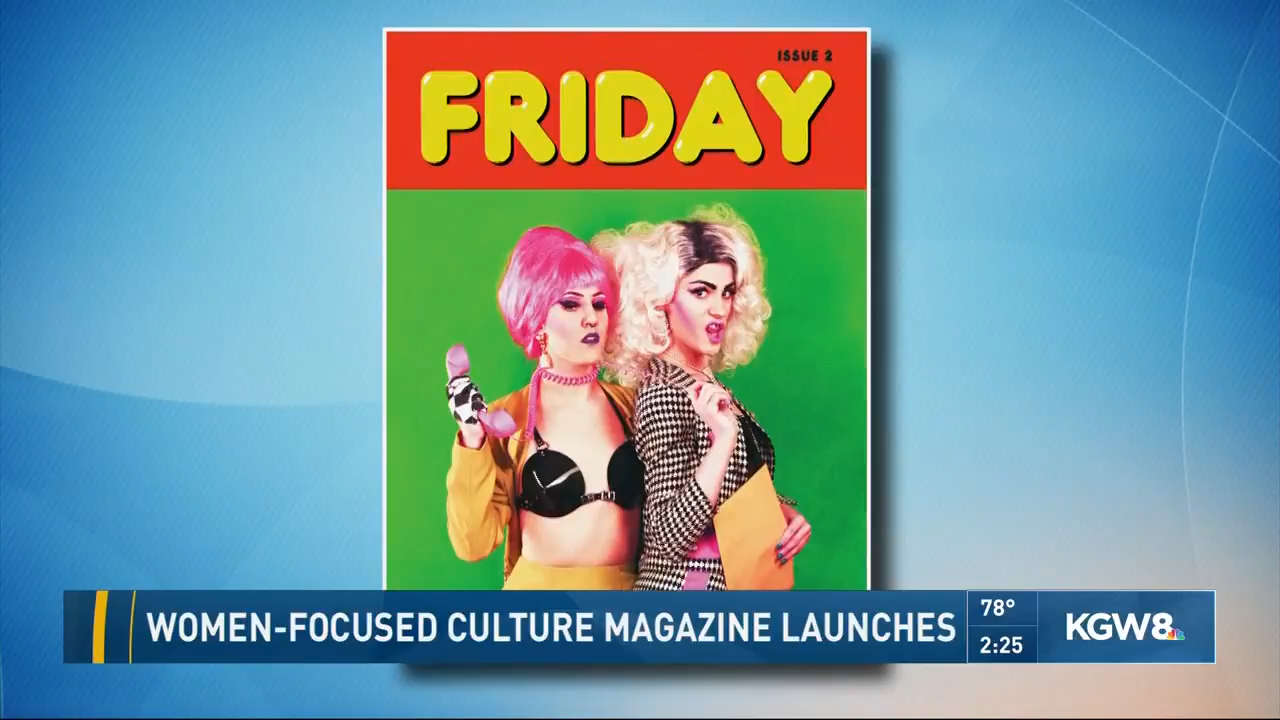 ISSUE 2
FRIDAY
WOMEN-FOCUSED CULTURE MAGAZINE LAUNCHES
78°
2:25
KGW8